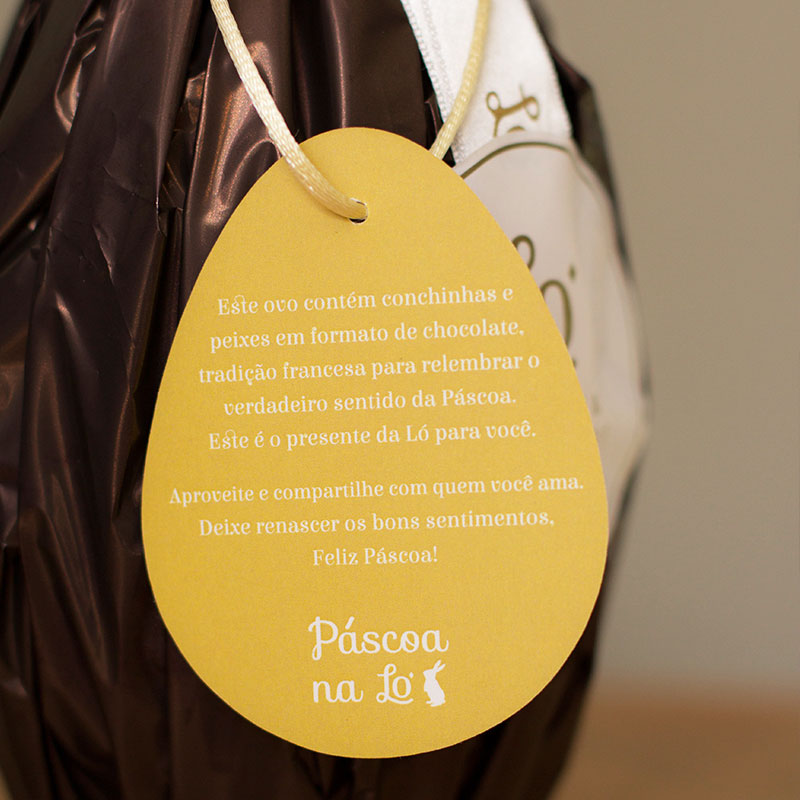 Este ovo contém conchinhas e
peixes em formato de chocolate,
tradição francesa para relembrar o
verdadeiro sentido da Páscoa.
Este é o presente da Ló para você.
Aproveite e compartilhe com quem você ama.
Deixe renascer os bons sentimentos,
Feliz Páscoa!
Páscoa
na Ló